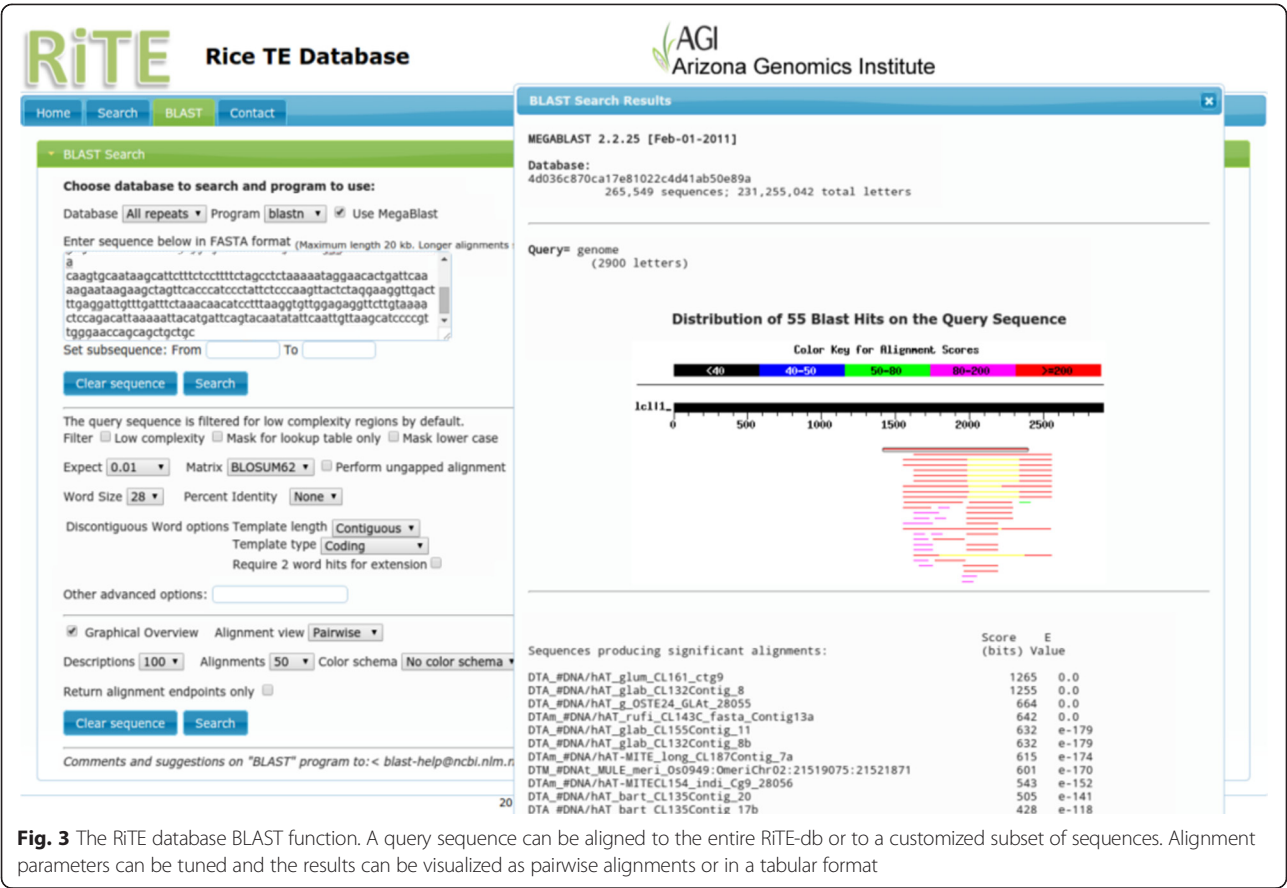 RiTE Rice TE Database
AGI
Arizona Genomics Institute
Home Search BLAST Contact
BLAST Search
Choose database to search and program to use:
Database All repeats Program blastn Use MegaBlast
Enter sequence below in FASTA format (Maximum length 20 kb. Longer alignments
a
caagtgcaataagcattctttctccttttctagcctctaaaaataggaacactgattcaa
aagaataagaagctagttcacccatccctattctcccaagttactctaggaaggttgact
ttgaggattgtttgatttctaaacaacatcctttaaggtgttggagaggttcttgtaaaa
ctccagacattaaaaattacatgattcagtacaatatattcaattgttaagcatccccgt
tgggaaccagcagctgctgc
Set subsequence: From To
Clear sequence Search
The query sequence is filtered for low complexity regions by default.
Filter Low complexity Mask for lookup table only Mask lower case
Expect 0.01 Matrix BLOSUM62 Perform ungapped alignment
Word Size 28 Percent Identity None
Discontiguous Word options Template length Contiguous
Template type Coding
Require 2 word hits for extension
Other advanced options:
Graphical Overview Alignment view Pairwise
Descriptions 100 Alignments 50 Color schema No color schema
Return alignment endpoints only
Clear sequence Search
Comments and suggestions on "BLAST" program to:< blast-help@ncbi.nlm.n
20
BLAST Search Results
MEGABLAST 2.2.25 [Feb-01-2011]
Database:
4d036c870ca17e81022c4d41ab50e89a
265,549 sequences; 231,255,042 total letters
Query= genome
(2900 letters)
Distribution of 55 Blast Hits on the Query Sequence
Color Key for Alignment Scores
<40 40-50 50-80 80-200 >=200
lcl|1_
0 500 1000 1500 2000 2500
Score E
Sequences producing significant alignments: (bits) Value
DTA_#DNA/hAT_glum_CL161_ctg9 1265 0.0
DTA_#DNA/hAT_glab_CL132Contig_8 1255 0.0
DTA_#DNA/hAT_g_OSTE24_GLAt_28055 664 0.0
DTAm_#DNA/hAT_rufi_CL143C_fasta_Contig13a 642 0.0
DTA_#DNA/hAT_glab_CL155Contig_11 632 e-179
DTA_#DNA/hAT_glab_CL132Contig_8b 632 e-179
DTAm_#DNA/hAT-MITE_long_CL187Contig_7a 615 e-174
DTM_#DNAt_MULE_meri_Os0949:OmeriChr02:21519075:21521871 601 e-170
DTAm_#DNA/hAT-MITECL154_indi_Cg9_28056 543 e-152
DTA_#DNA/hAT_bart_CL135Contig_20 505 e-141
DTA_#DNA/hAT_bart_CL135Contig_17b 428 e-118
Fig. 3 The RiTE database BLAST function. A query sequence can be aligned to the entire RiTE-db or to a customized subset of sequences. Alignment
parameters can be tuned and the results can be visualized as pairwise alignments or in a tabular format